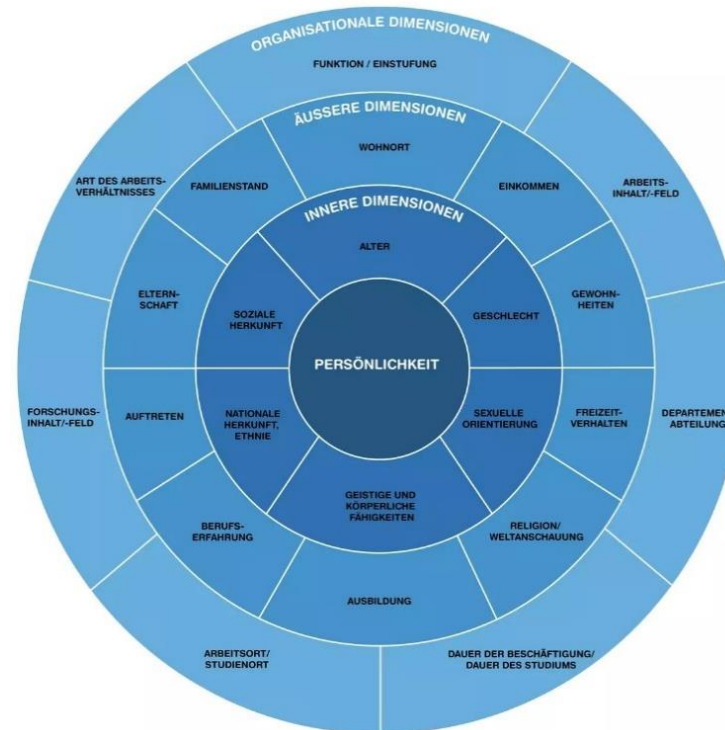 ORGANISATIONALE DIMENSIONEN
FUNKTION / EINSTUFUNG
ÄUSSERE DIMENSIONEN
WOHNORT
ART DES ARBEITS-
VERHÄLTNISSES
FAMILIENSTAND
EINKOMMEN
ARBEITS-
INHALT/-FELD
INNERE DIMENSIONEN
ALTER
ELTERN-
SCHAFT
SOZIALE
HERKUNFT
GESCHLECHT
GEWOHN-
HEITEN
PERSÖNLICHKEIT
FORSCHUNGS-
INHALT/-FELD
AUFTRETEN
NATIONALE
HERKUNFT,
ETHNIE
SEXUELLE
ORIENTIERUNG
FREIZEIT-
VERHALTEN
DEPARTEMEN
ABTEILUNG
GEISTIGE UND
KÖRPERLICHE
FÄHIGKEITEN
BERUFS-
ERFAHRUNG
RELIGION/
WELTANSCHAUUNG
AUSBILDUNG
ARBEITSORT/
STUDIENORT
DAUER DER BESCHÄFTIGUNG/
DAUER DES STUDIUMS